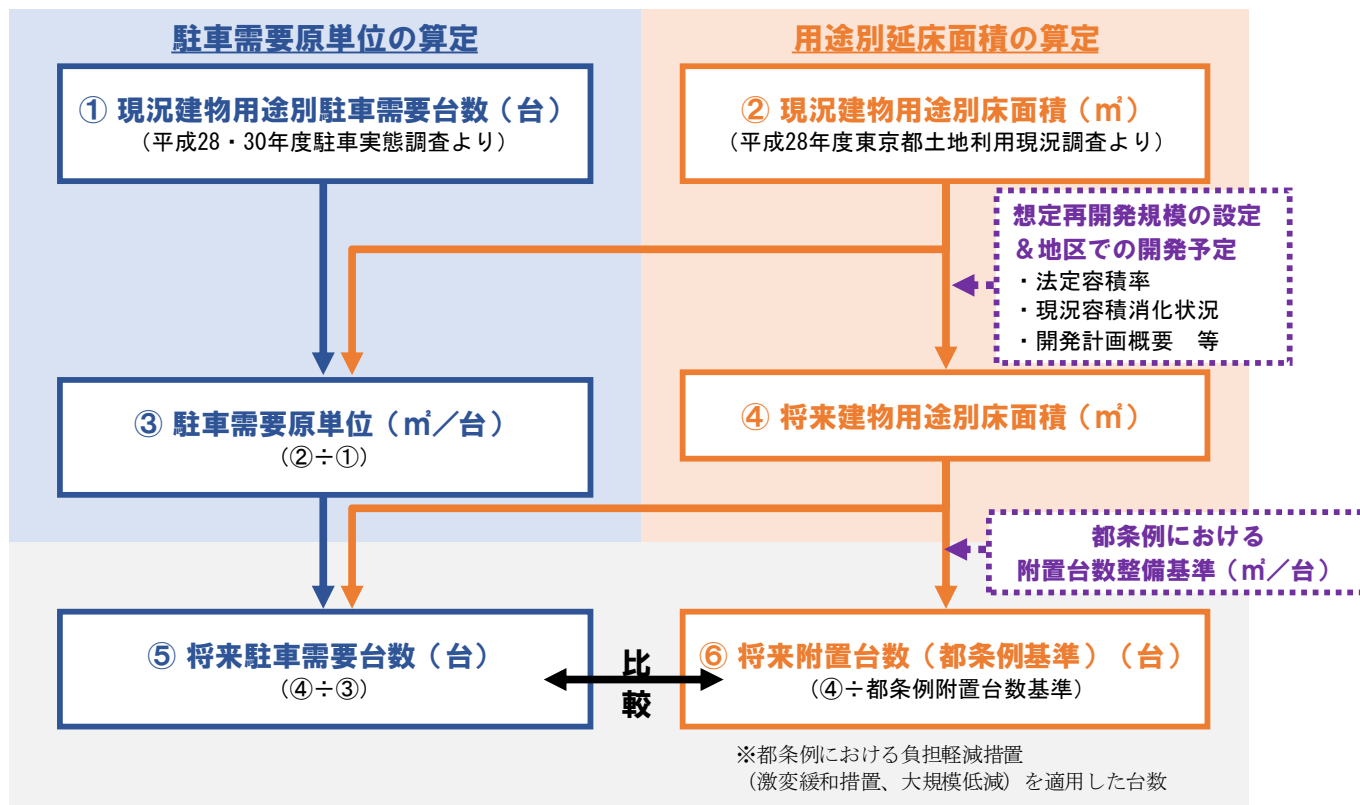 駐車需要原単位の算定
用途別延床面積の算定
① 現況建物用途別駐車需要台数（台）
（平成28・30年度駐車実態調査より）
② 現況建物用途別床面積（㎡）
（平成28年度東京都土地利用現況調査より）
想定再開発規模の設定
＆地区での開発予定
・法定容積率
・現況容積消化状況
・開発計画概要　等
③ 駐車需要原単位（㎡／台）
（②÷①）
④ 将来建物用途別床面積（㎡）
都条例における
附置台数整備基準（㎡／台）
⑤ 将来駐車需要台数（台）
（④÷③）
比
較
⑥ 将来附置台数（都条例基準）（台）
（④÷都条例附置台数基準）
※都条例における負担軽減措置
（激変緩和措置、大規模低減）を適用した台数